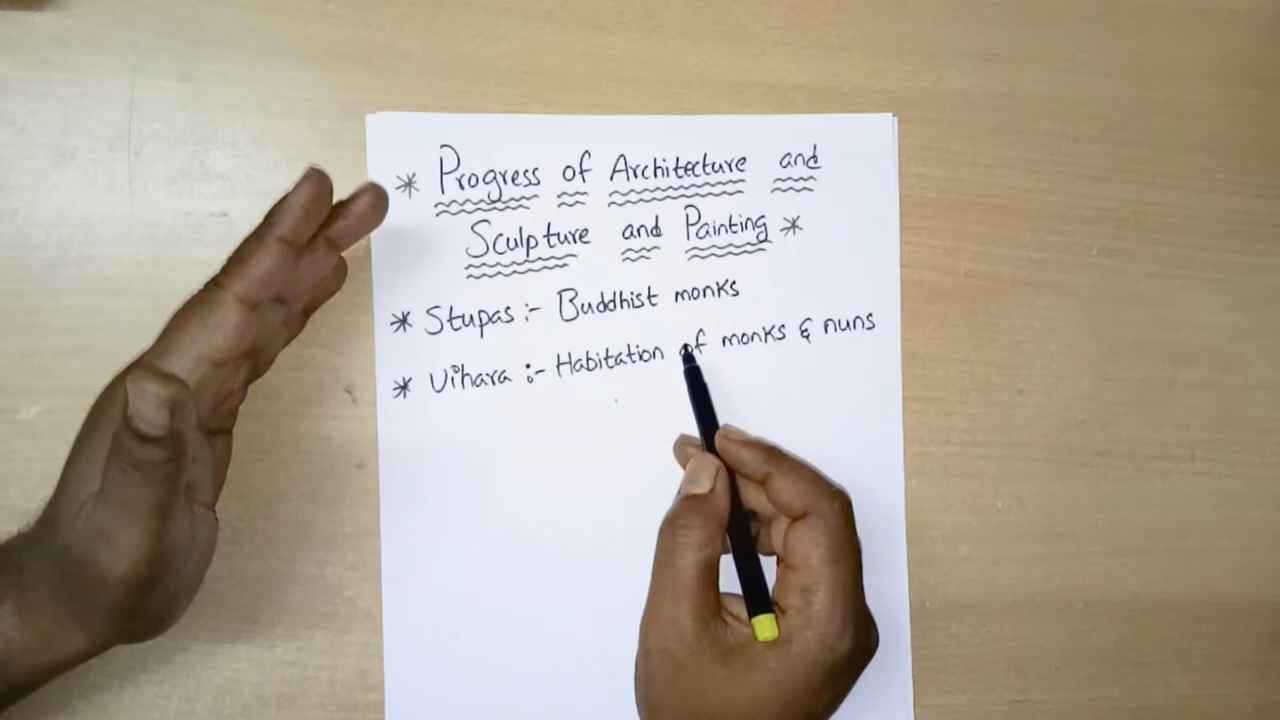 * Progress of Architecture and
Sculpture and Painting *
* Stupas :- Buddhist monks
* Vihara :- Habitation of monks & nuns